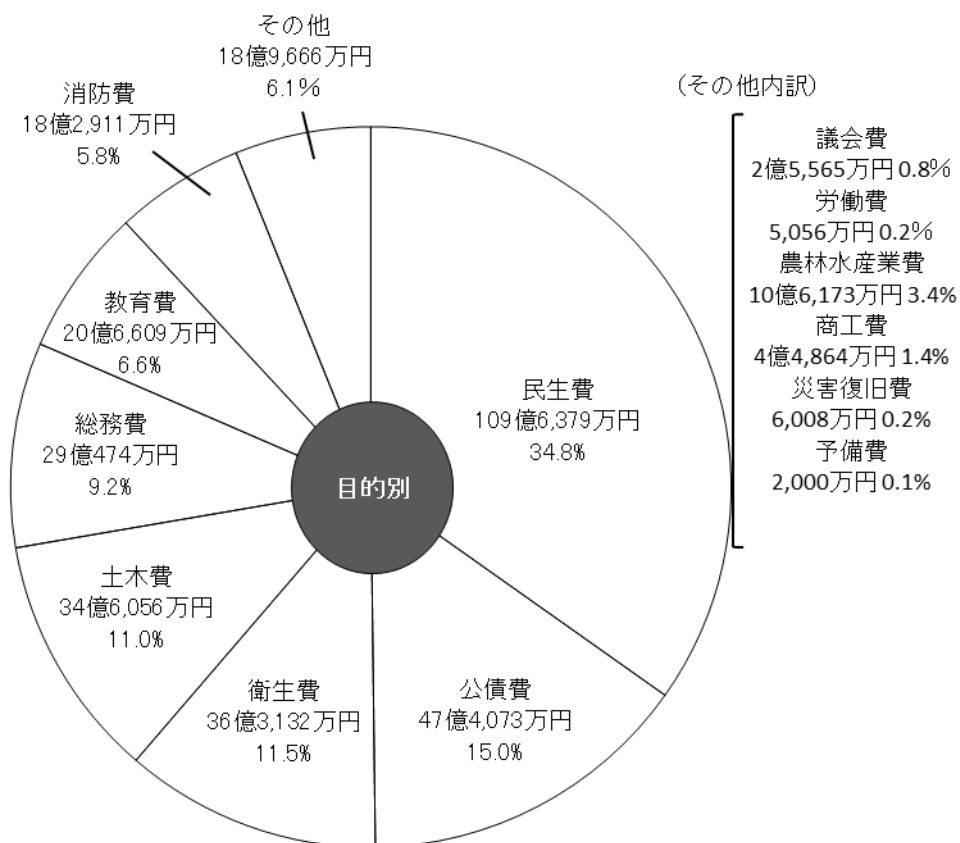 その他
18億9,666万円
6.1%
消防費
18億2,911万円
5.8%
教育費
20億6,609万円
6.6%
総務費
29億474万円
9.2%
土木費
34億6,056万円
11.0%
衛生費
36億3,132万円
11.5%
公債費
47億4,073万円
15.0%
民生費
109億6,379万円
34.8%
目的別
(その他内訳)
議会費
2億5,565万円 0.8%
労働費
5,056万円 0.2%
農林水産業費
10億6,173万円 3.4%
商工費
4億4,864万円 1.4%
災害復旧費
6,008万円 0.2%
予備費
2,000万円 0.1%